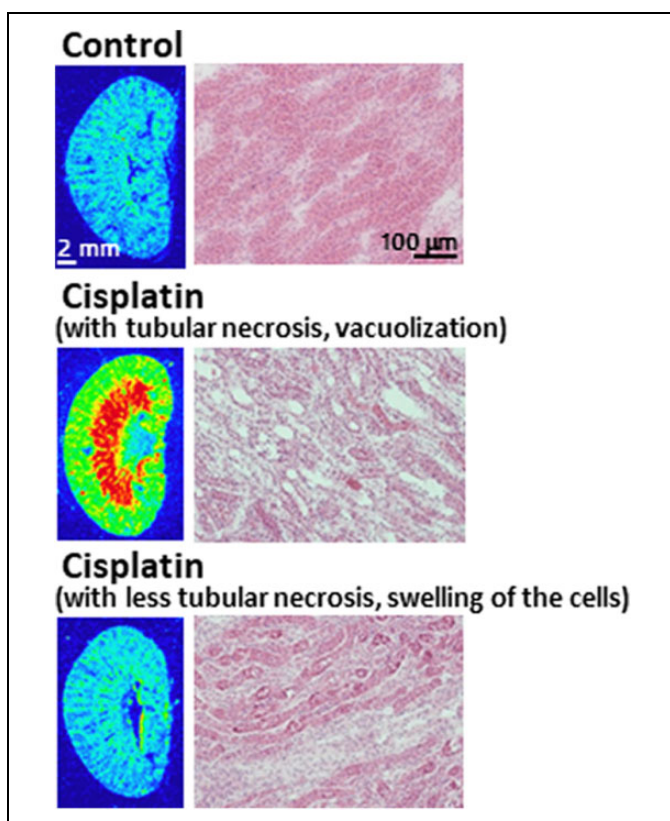 Control
2 mm
100 µm
Cisplatin
(with tubular necrosis, vacuolization)
Cisplatin
(with less tubular necrosis, swelling of the cells)